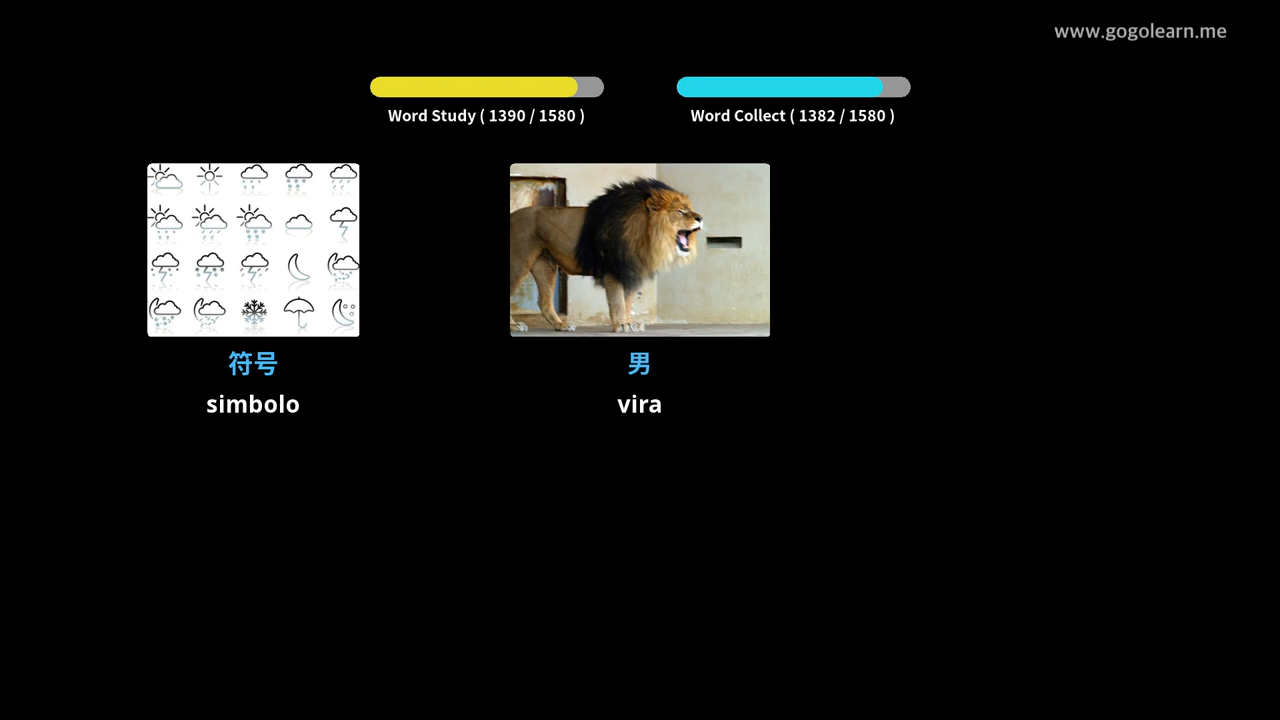 www.gogolearn.me
Word Study ( 1390 / 1580 )
Word Collect ( 1382 / 1580 )
符号
simbolo
男
vira